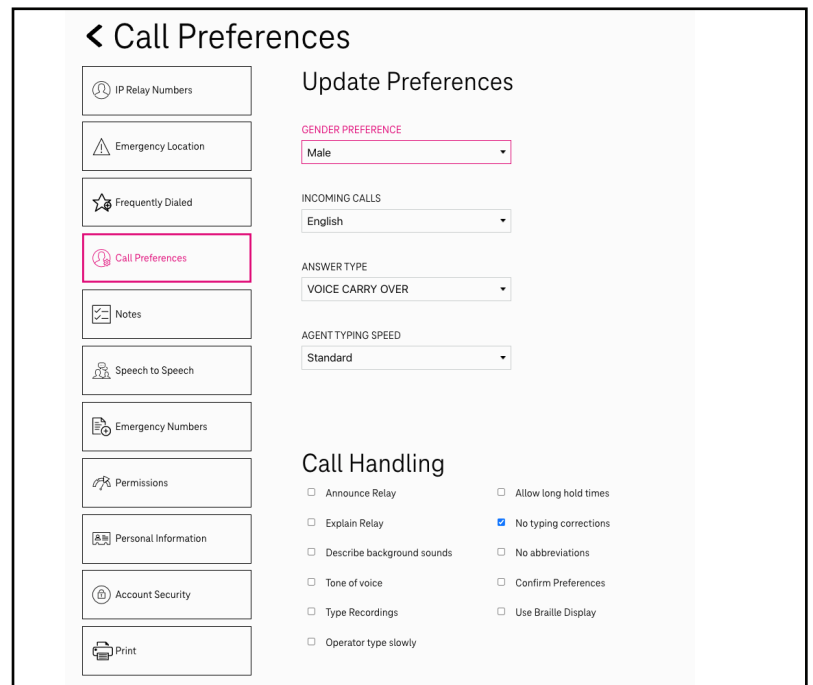 Call Preferences
IP Relay Numbers
Emergency Location
Frequently Dialed
Call Preferences
Notes
Speech to Speech
Emergency Numbers
Permissions
Personal Information
Account Security
Print
Update Preferences
GENDER PREFERENCE
Male
INCOMING CALLS
English
ANSWER TYPE
VOICE CARRY OVER
AGENT TYPING SPEED
Standard
Call Handling
Announce Relay
Explain Relay
Describe background sounds
Tone of voice
Type Recordings
Operator type slowly
Allow long hold times
No typing corrections
No abbreviations
Confirm Preferences
Use Braille Display